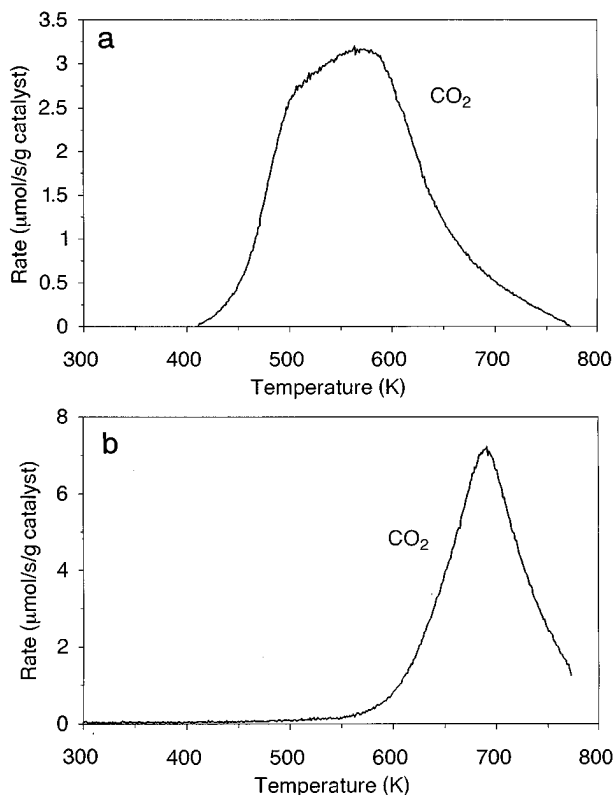 a
3.5
3
2.5
2
1.5
1
0.5
0
Rate (μmol/s/g catalyst)
CO₂
300 400 500 600 700 800
Temperature (K)
b
8
6
4
2
0
Rate (μmol/s/g catalyst)
CO₂
300 400 500 600 700 800
Temperature (K)